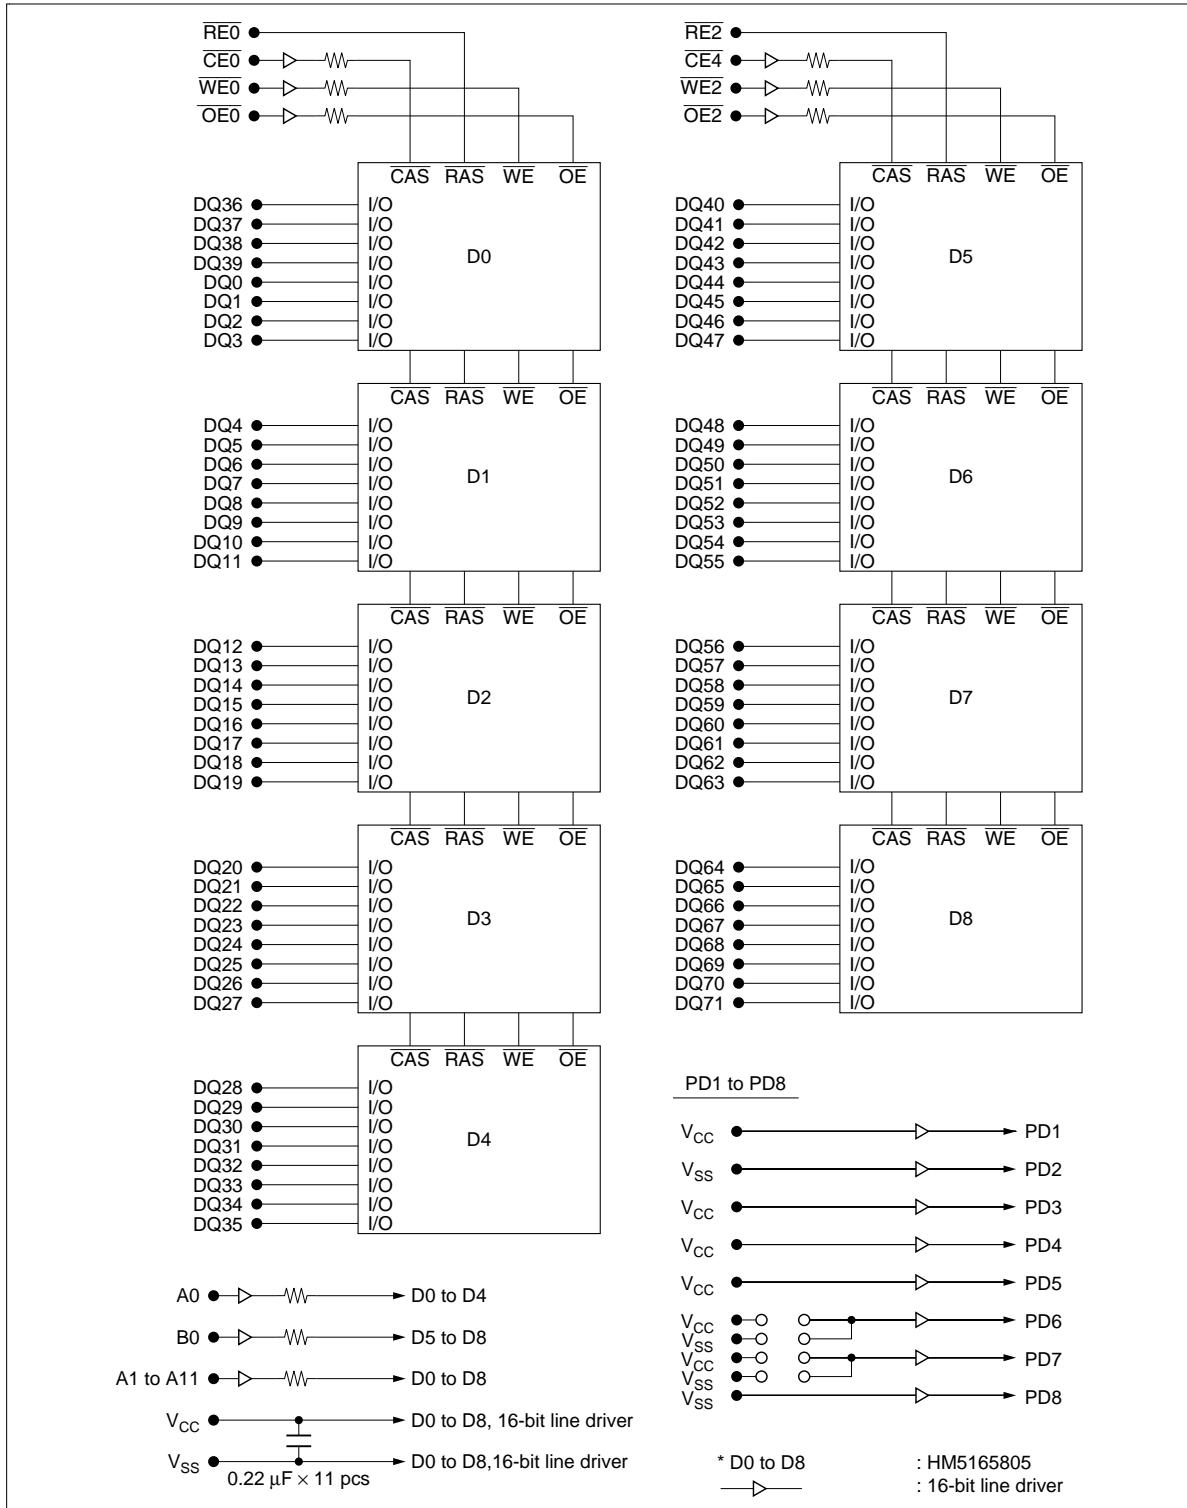 RE0
CE0
WE0
OE0
CAS RAS WE OE
DQ36 I/O
DQ37 I/O
DQ38 I/O
DQ39 I/O
DQ0 I/O
DQ1 I/O
DQ2 I/O
DQ3 I/O
D0
CAS RAS WE OE
DQ4 I/O
DQ5 I/O
DQ6 I/O
DQ7 I/O
DQ8 I/O
DQ9 I/O
DQ10 I/O
DQ11 I/O
D1
CAS RAS WE OE
DQ12 I/O
DQ13 I/O
DQ14 I/O
DQ15 I/O
DQ16 I/O
DQ17 I/O
DQ18 I/O
DQ19 I/O
D2
CAS RAS WE OE
DQ20 I/O
DQ21 I/O
DQ22 I/O
DQ23 I/O
DQ24 I/O
DQ25 I/O
DQ26 I/O
DQ27 I/O
D3
CAS RAS WE OE
DQ28 I/O
DQ29 I/O
DQ30 I/O
DQ31 I/O
DQ32 I/O
DQ33 I/O
DQ34 I/O
DQ35 I/O
D4
A0 D0 to D4
B0 D5 to D8
A1 to A11 D0 to D8
VCC D0 to D8, 16-bit line driver
VSS D0 to D8,16-bit line driver
0.22 µF × 11 pcs
RE2
CE4
WE2
OE2
CAS RAS WE OE
DQ40 I/O
DQ41 I/O
DQ42 I/O
DQ43 I/O
DQ44 I/O
DQ45 I/O
DQ46 I/O
DQ47 I/O
D5
CAS RAS WE OE
DQ48 I/O
DQ49 I/O
DQ50 I/O
DQ51 I/O
DQ52 I/O
DQ53 I/O
DQ54 I/O
DQ55 I/O
D6
CAS RAS WE OE
DQ56 I/O
DQ57 I/O
DQ58 I/O
DQ59 I/O
DQ60 I/O
DQ61 I/O
DQ62 I/O
DQ63 I/O
D7
CAS RAS WE OE
DQ64 I/O
DQ65 I/O
DQ66 I/O
DQ67 I/O
DQ68 I/O
DQ69 I/O
DQ70 I/O
DQ71 I/O
D8
PD1 to PD8
VCC PD1
VSS PD2
VCC PD3
VCC PD4
VCC PD5
VCC PD6
VSS
VCC PD7
VSS
VSS PD8
* D0 to D8 : HM5165805
: 16-bit line driver